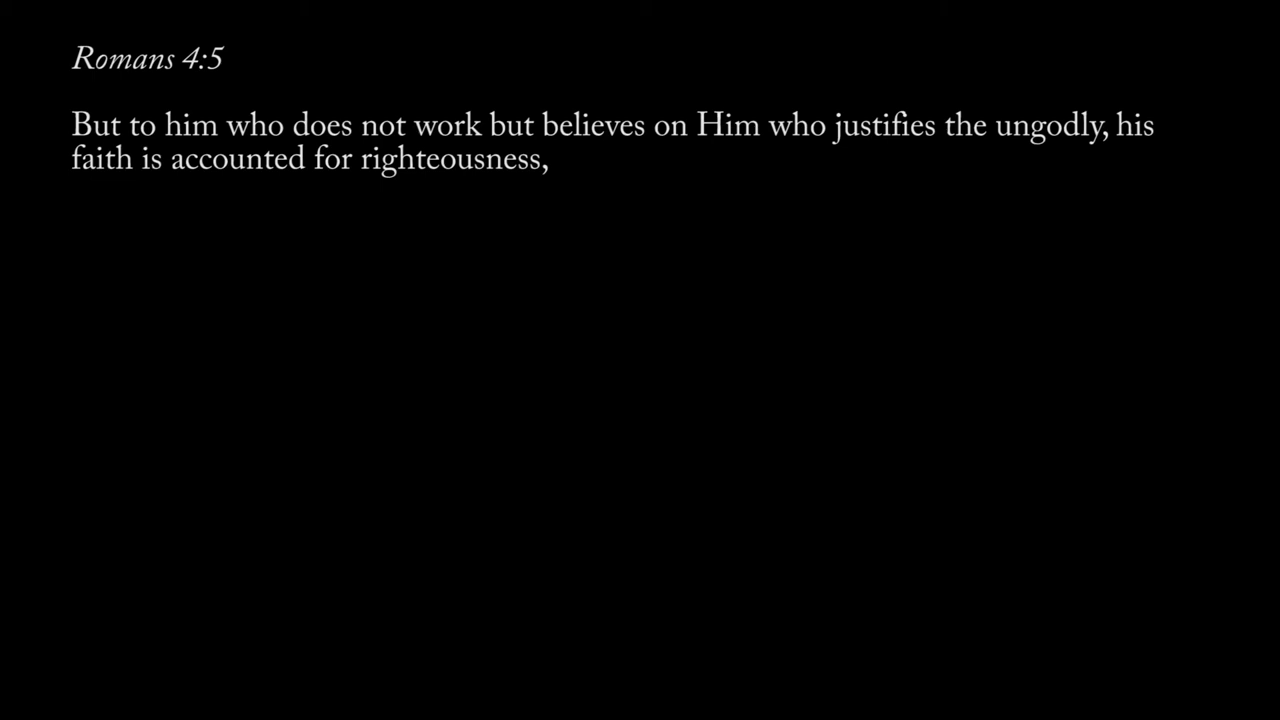 Romans 4:5
But to him who does not work but believes on Him who justifies the ungodly, his
faith is accounted for righteousness,